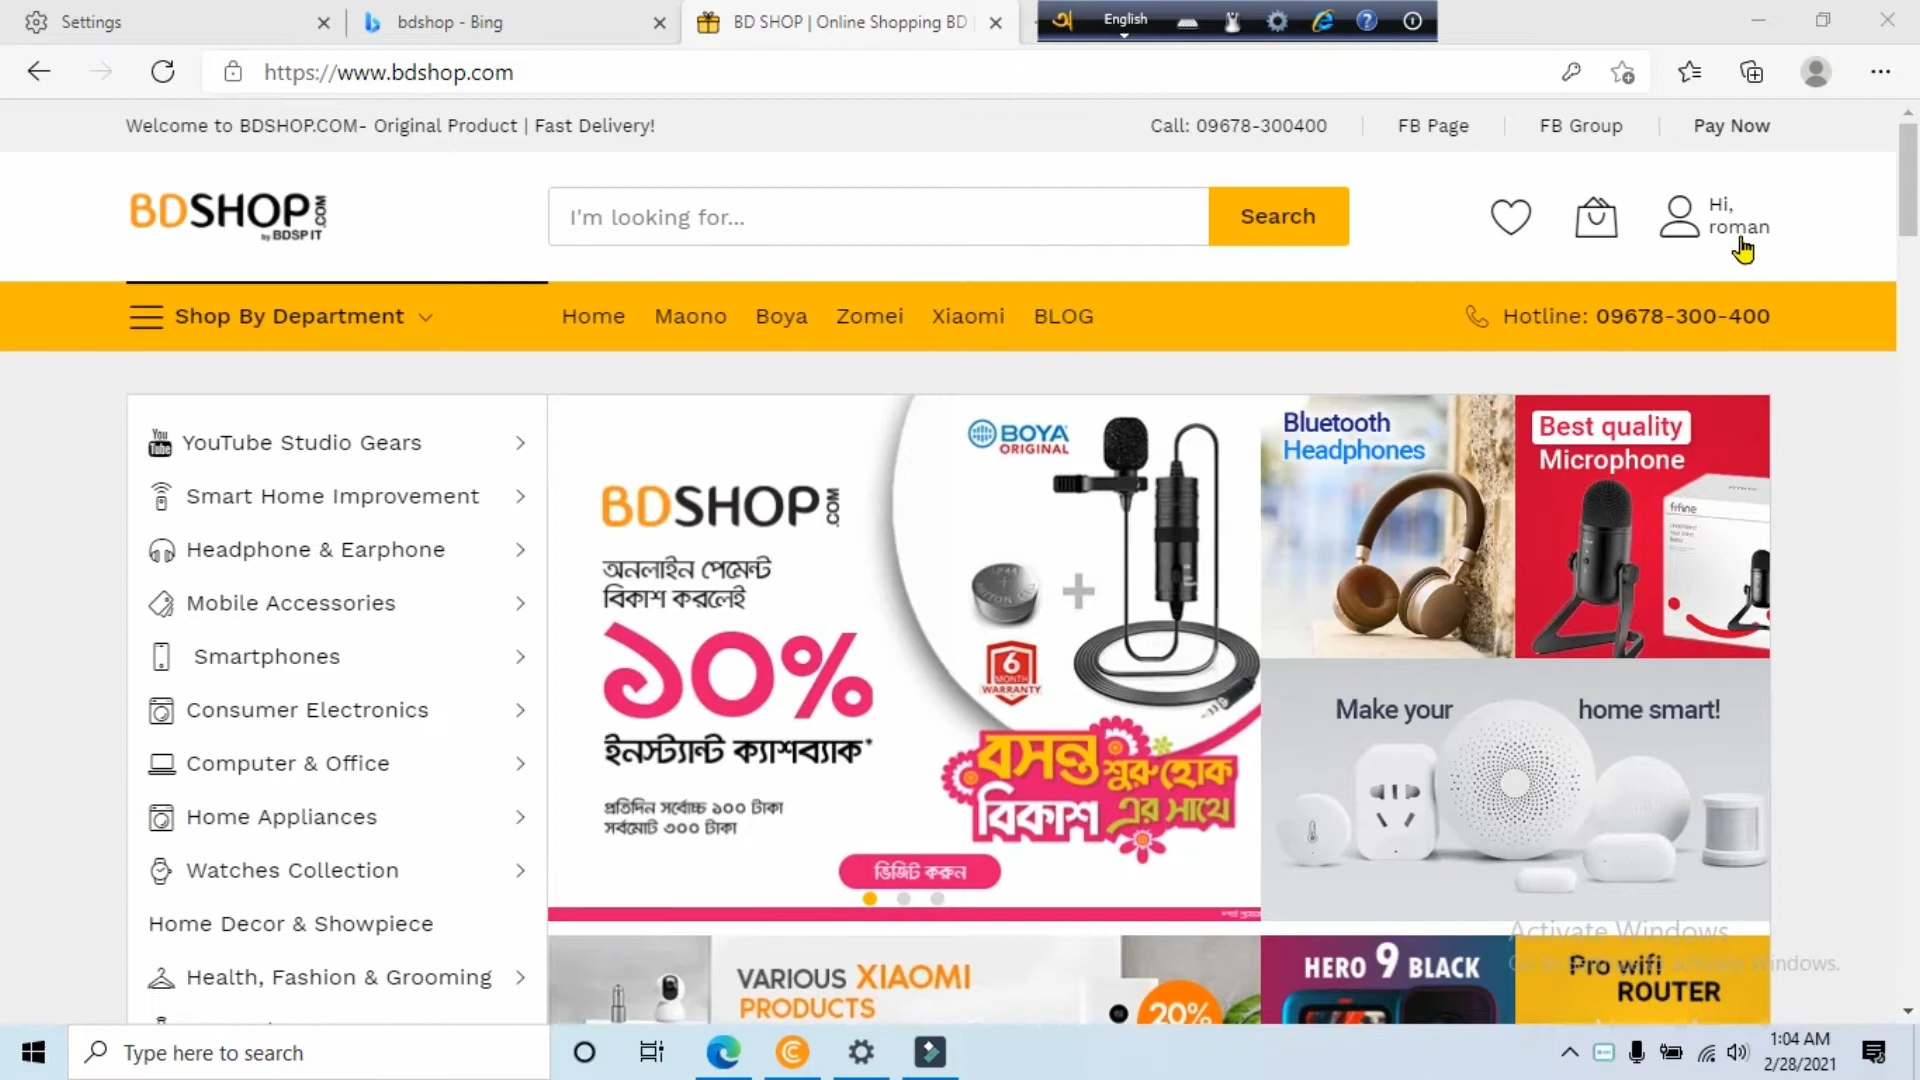 Settings
bdshop - Bing
BD SHOP | Online Shopping BD
English
https://www.bdshop.com
Welcome to BDSHOP.COM- Original Product | Fast Delivery!
Call: 09678-300400
FB Page
FB Group
Pay Now
BDSHOP.COM
by BDSP IT
I'm looking for...
Search
Hi,
roman
Shop By Department
Home
Maono
Boya
Zomei
Xiaomi
BLOG
Hotline: 09678-300-400
You
Tube
YouTube Studio Gears
Smart Home Improvement
Headphone & Earphone
Mobile Accessories
Smartphones
Consumer Electronics
Computer & Office
Home Appliances
Watches Collection
Home Decor & Showpiece
Health, Fashion & Grooming
BOYA
ORIGINAL
BDSHOP.COM
অনলাইন পেমেন্ট
বিকাশ করলেই
১০%
ইনস্ট্যান্ট ক্যাশব্যাক*
প্রতিদিন সর্বোচ্চ ১০০ টাকা
সর্বমোট ৩০০ টাকা
6
MONTH
WARRANTY
বসন্ত শুরু হোক
বিকাশ এর সাথে
ভিজিট করুন
Bluetooth
Headphones
Best quality
Microphone
fifine
Make your home smart!
VARIOUS XIAOMI
PRODUCTS
20%
HERO 9 BLACK
Pro wifi
ROUTER
Activate Windows
Type here to search
1:04 AM
2/28/2021